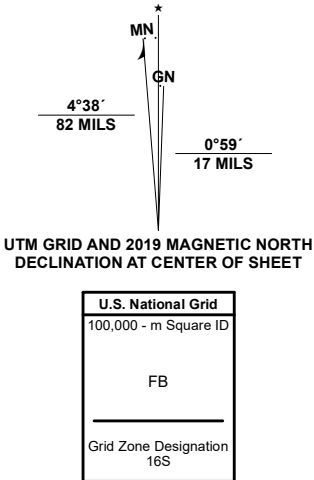 ★
MN
GN
4°38´
82 MILS
0°59´
17 MILS
UTM GRID AND 2019 MAGNETIC NORTH
DECLINATION AT CENTER OF SHEET
U.S. National Grid
100,000 - m Square ID
FB
Grid Zone Designation
16S